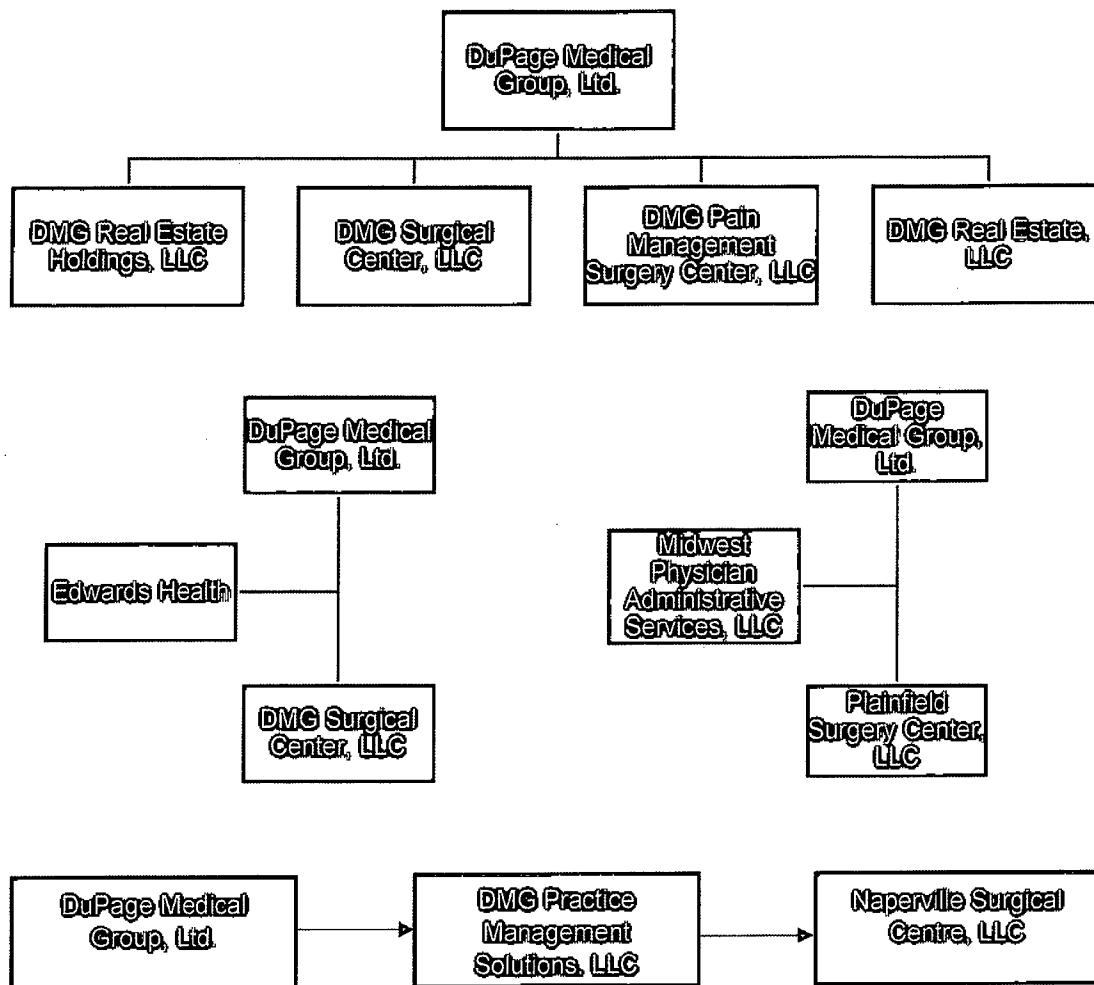 DuPage Medical
Group, Ltd.
DMG Real Estate
Holdings, LLC
DMG Surgical
Center, LLC
DMG Pain
Management
Surgery Center, LLC
DMG Real Estate,
LLC
DuPage Medical
Group, Ltd.
Edwards Health
DMG Surgical
Center, LLC
DuPage
Medical Group,
Ltd.
Midwest
Physician
Administrative
Services, LLC
Plainfield
Surgery Center,
LLC
DuPage Medical
Group, Ltd.
DMG Practice
Management
Solutions, LLC
Naperville Surgical
Centre, LLC